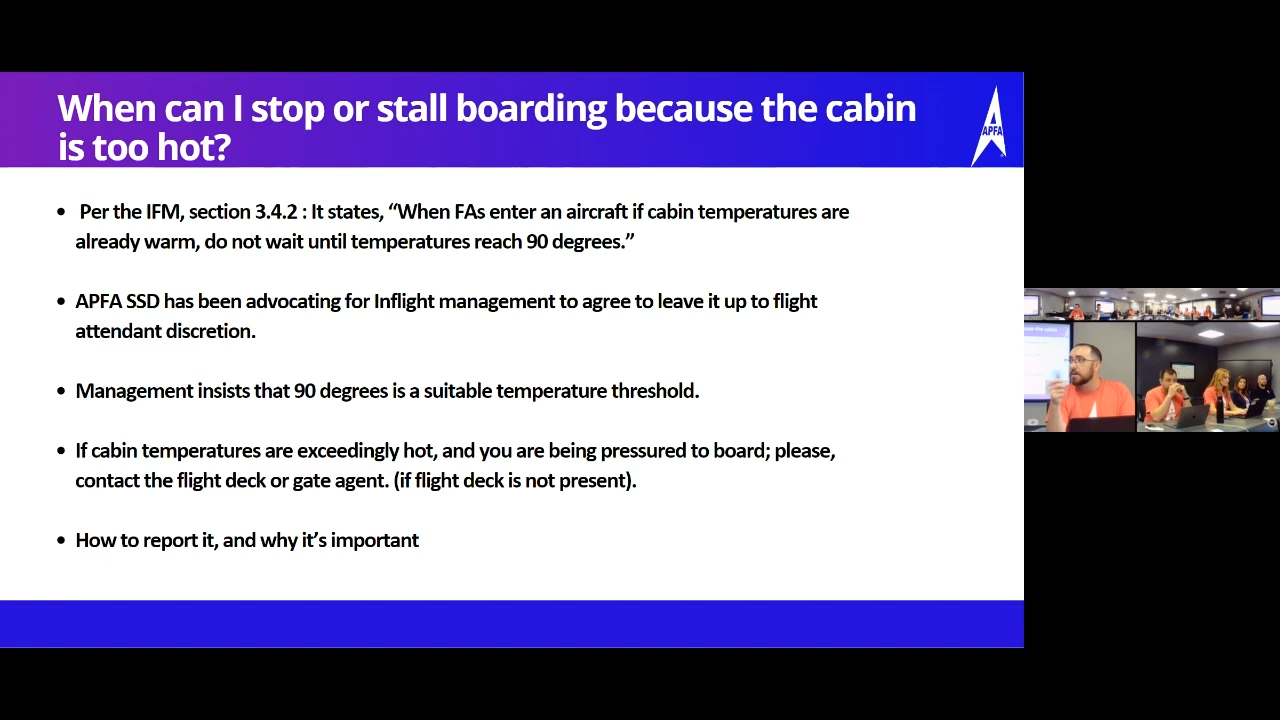 When can I stop or stall boarding because the cabin
is too hot?
APFA
• Per the IFM, section 3.4.2 : It states, “When FAs enter an aircraft if cabin temperatures are
already warm, do not wait until temperatures reach 90 degrees.”
• APFA SSD has been advocating for Inflight management to agree to leave it up to flight
attendant discretion.
• Management insists that 90 degrees is a suitable temperature threshold.
• If cabin temperatures are exceedingly hot, and you are being pressured to board; please,
contact the flight deck or gate agent. (if flight deck is not present).
• How to report it, and why it’s important